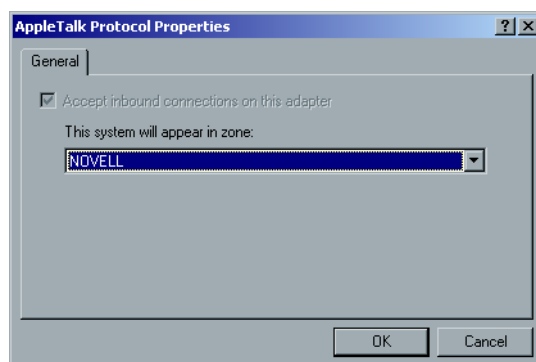 AppleTalk Protocol Properties
General
Accept inbound connections on this adapter
This system will appear in zone:
NOVELL
OK Cancel